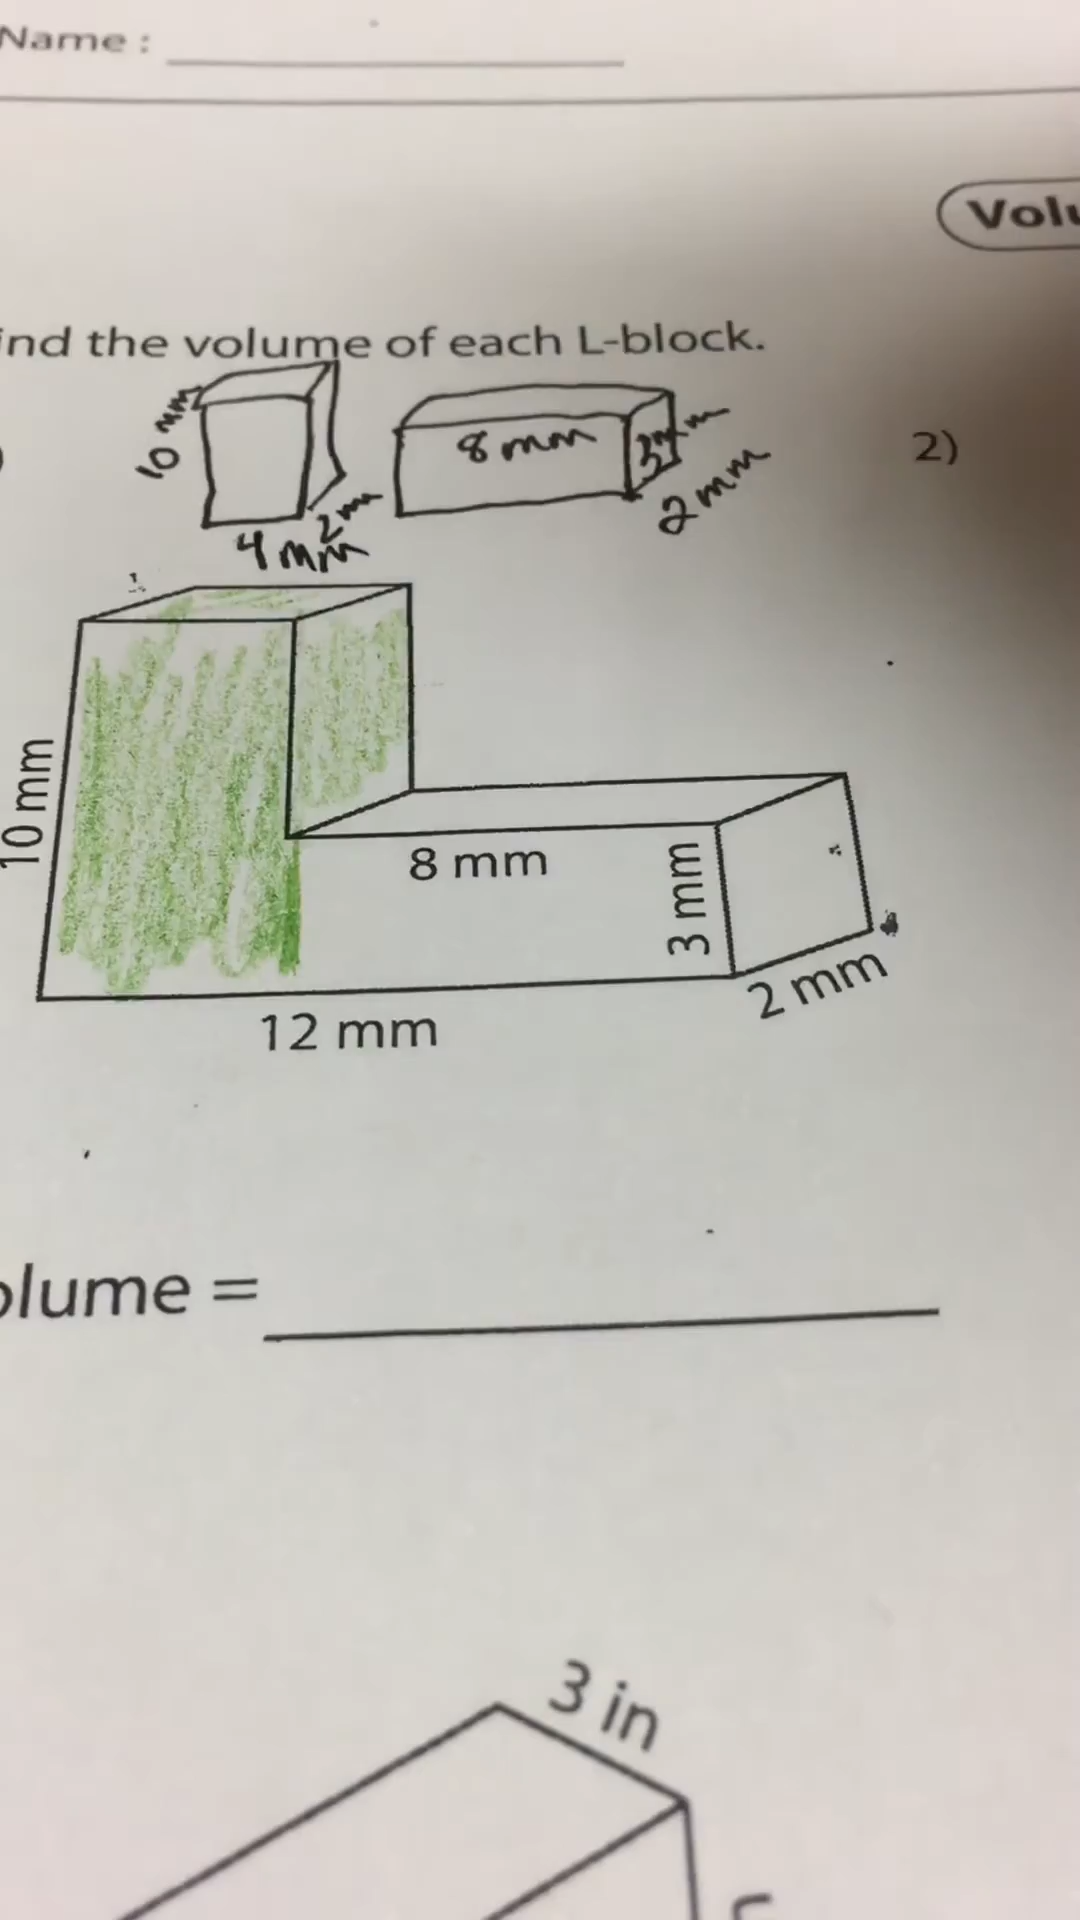 Name :
Volu
ind the volume of each L-block.
10 mm
4 mm
2 mm
8 mm
3 mm
2 mm
2)
10 mm
8 mm
3 mm
2 mm
12 mm
olume =
3 in